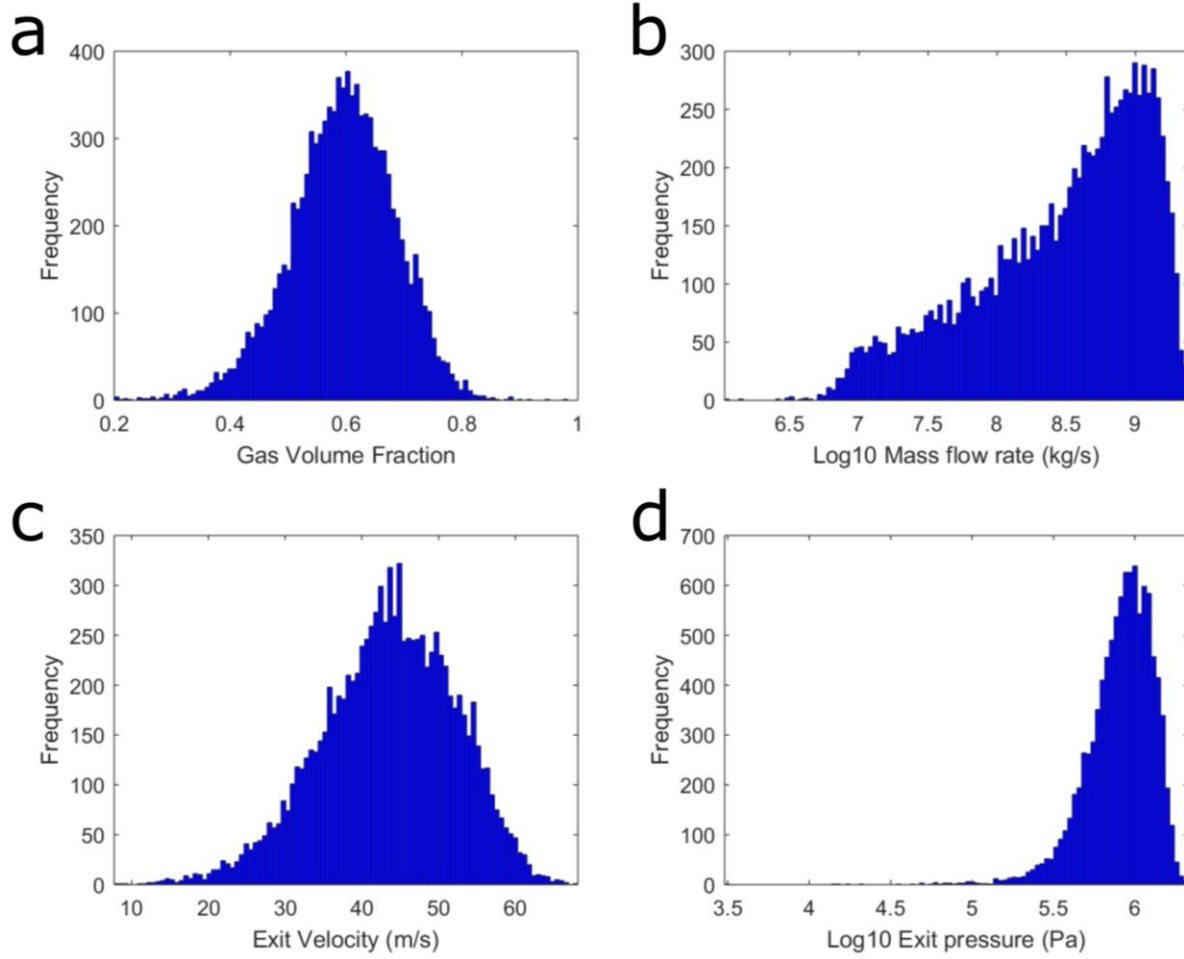 a
b
400
300
200
100
0
Frequency
0.2 0.4 0.6 0.8 1
Gas Volume Fraction
300
250
200
150
100
50
0
Frequency
6.5 7 7.5 8 8.5 9
Log10 Mass flow rate (kg/s)
c
d
350
300
250
200
150
100
50
0
Frequency
10 20 30 40 50 60
Exit Velocity (m/s)
700
600
500
400
300
200
100
0
Frequency
3.5 4 4.5 5 5.5 6
Log10 Exit pressure (Pa)